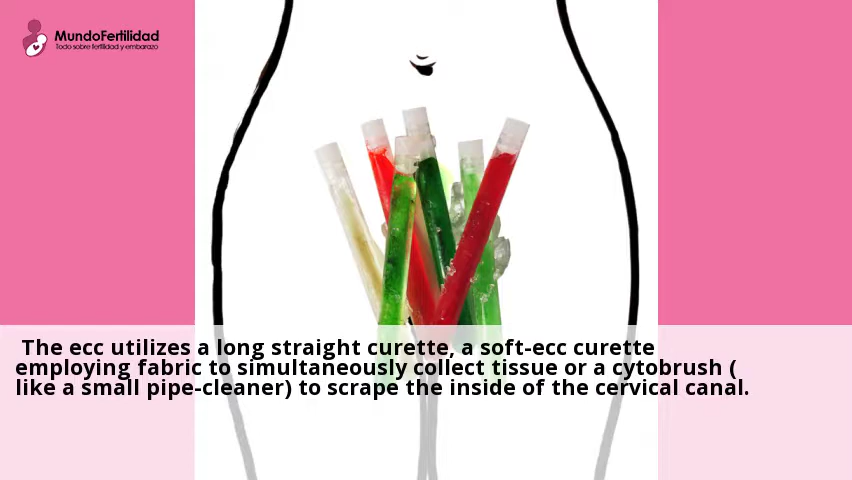 MundoFertilidad
Todo sobre fertilidad y embarazo
The ecc utilizes a long straight curette, a soft-ecc curette
employing fabric to simultaneously collect tissue or a cytobrush (
like a small pipe-cleaner) to scrape the inside of the cervical canal.